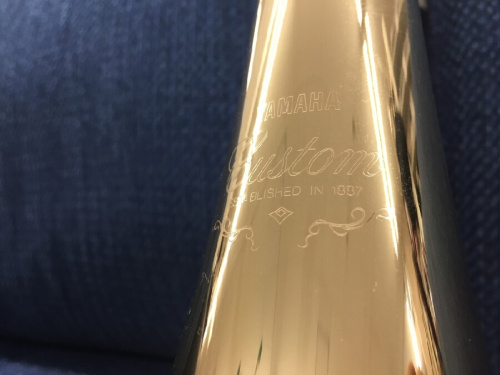 YAMAHA
Custom
ESTABLISHED IN 1887